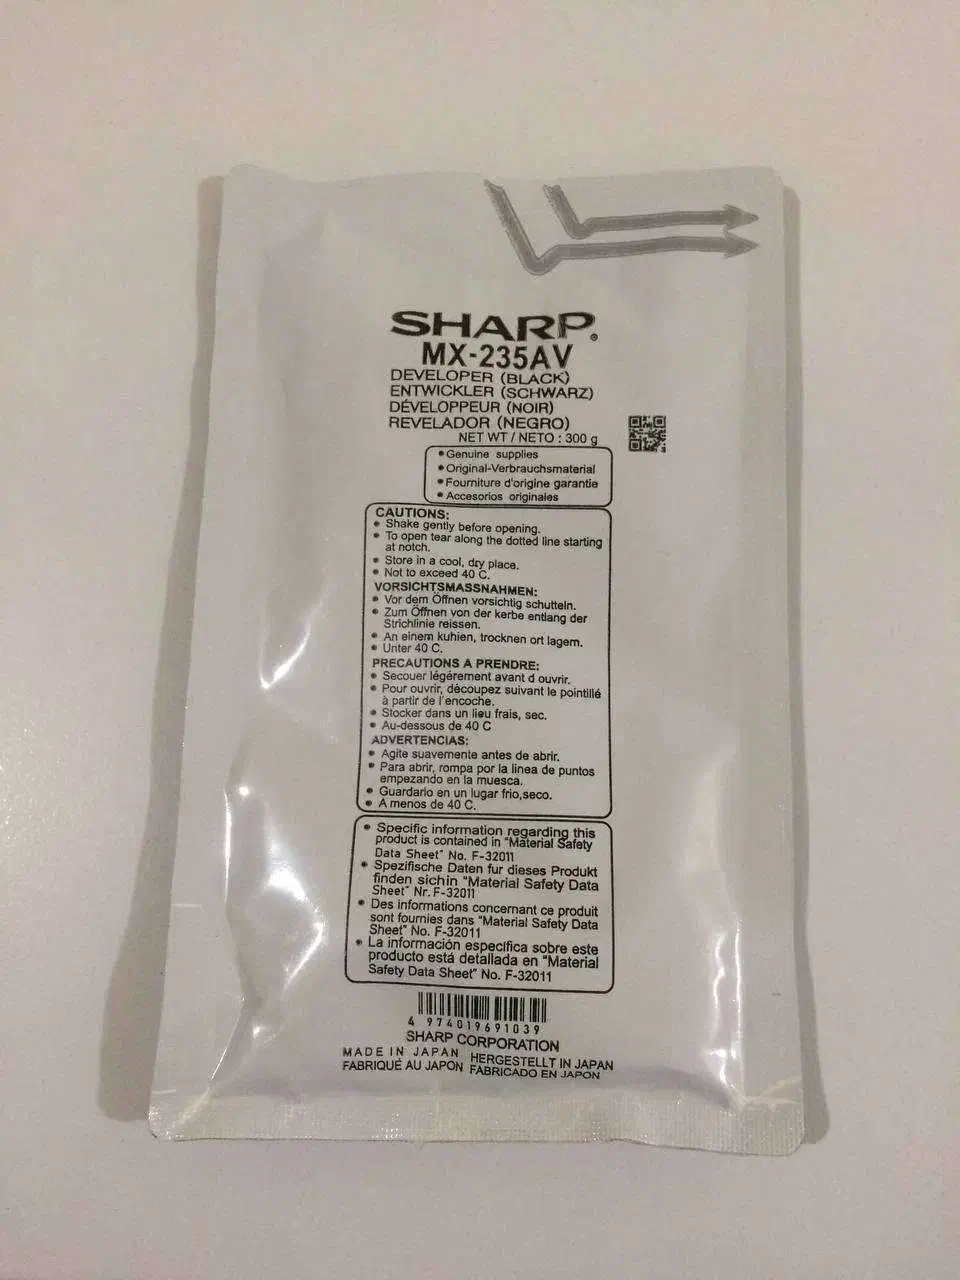 SHARP®
MX-235AV
DEVELOPER (BLACK)
ENTWICKLER (SCHWARZ)
DÉVELOPPEUR (NOIR)
REVELADOR (NEGRO)
NET WT / NETO : 300 g
• Genuine supplies
• Original-Verbrauchsmaterial
• Fourniture d'origine garantie
• Accesorios originales
CAUTIONS:
• Shake gently before opening.
• To open tear along the dotted line starting
at notch.
• Store in a cool, dry place.
• Not to exceed 40 C.
VORSICHTSMASSNAHMEN:
• Vor dem Öffnen vorsichtig schutteln.
• Zum Öffnen von der kerbe entlang der
Strichlinie reissen.
• An einem kuhien, trocknen ort lagem.
• Unter 40 C.
PRECAUTIONS A PRENDRE:
• Secouer légérement avant d ouvrir.
• Pour ouvrir, découpez suivant le pointillé
à partir de l'encoche.
• Stocker dans un lieu frais, sec.
• Au-dessous de 40 C
ADVERTENCIAS:
• Agite suavemente antes de abrir.
• Para abrir, rompa por la linea de puntos
empezando en la muesca.
• Guardarlo en un lugar frio,seco.
• A menos de 40 C.
• Specific information regarding this
product is contained in "Material Safety
Data Sheet" No. F-32011
• Spezifische Daten fur dieses Produkt
finden sichin "Material Safety Data
Sheet" Nr. F-32011
• Des informations concernant ce produit
sont fournies dans "Material Safety Data
Sheet" No. F-32011
• La información especifica sobre este
producto está detallada en "Material
Safety Data Sheet" No. F-32011
4 974019691039
SHARP CORPORATION
MADE IN JAPAN HERGESTELLT IN JAPAN
FABRIQUÉ AU JAPON FABRICADO EN JAPON